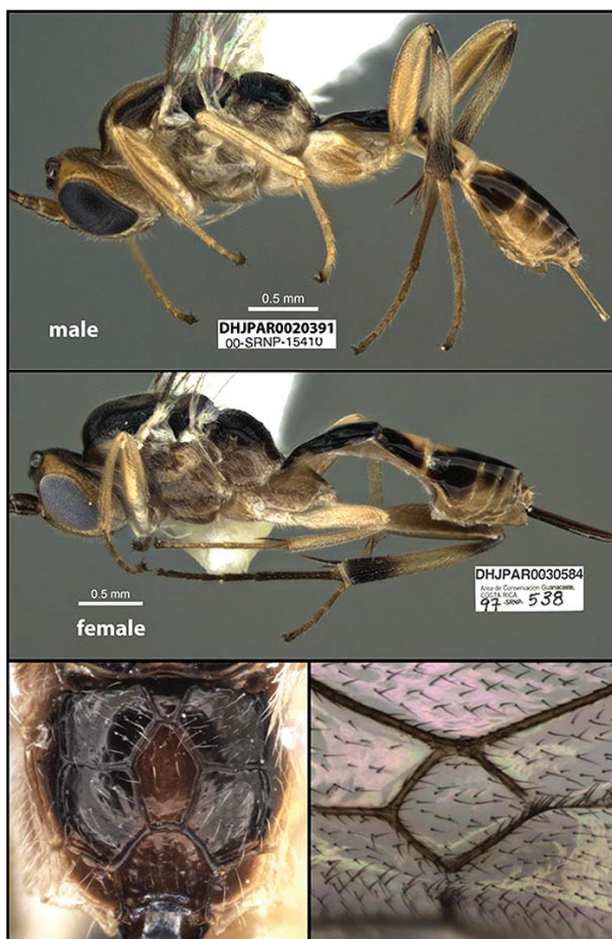 0.5 mm
male
DHJPAR0020391
00-SRNP-15410
0.5 mm
female
DHJPAR0030584
Area de Conservacion Guanacaste,
COSTA RICA.
97-SRNP- 538